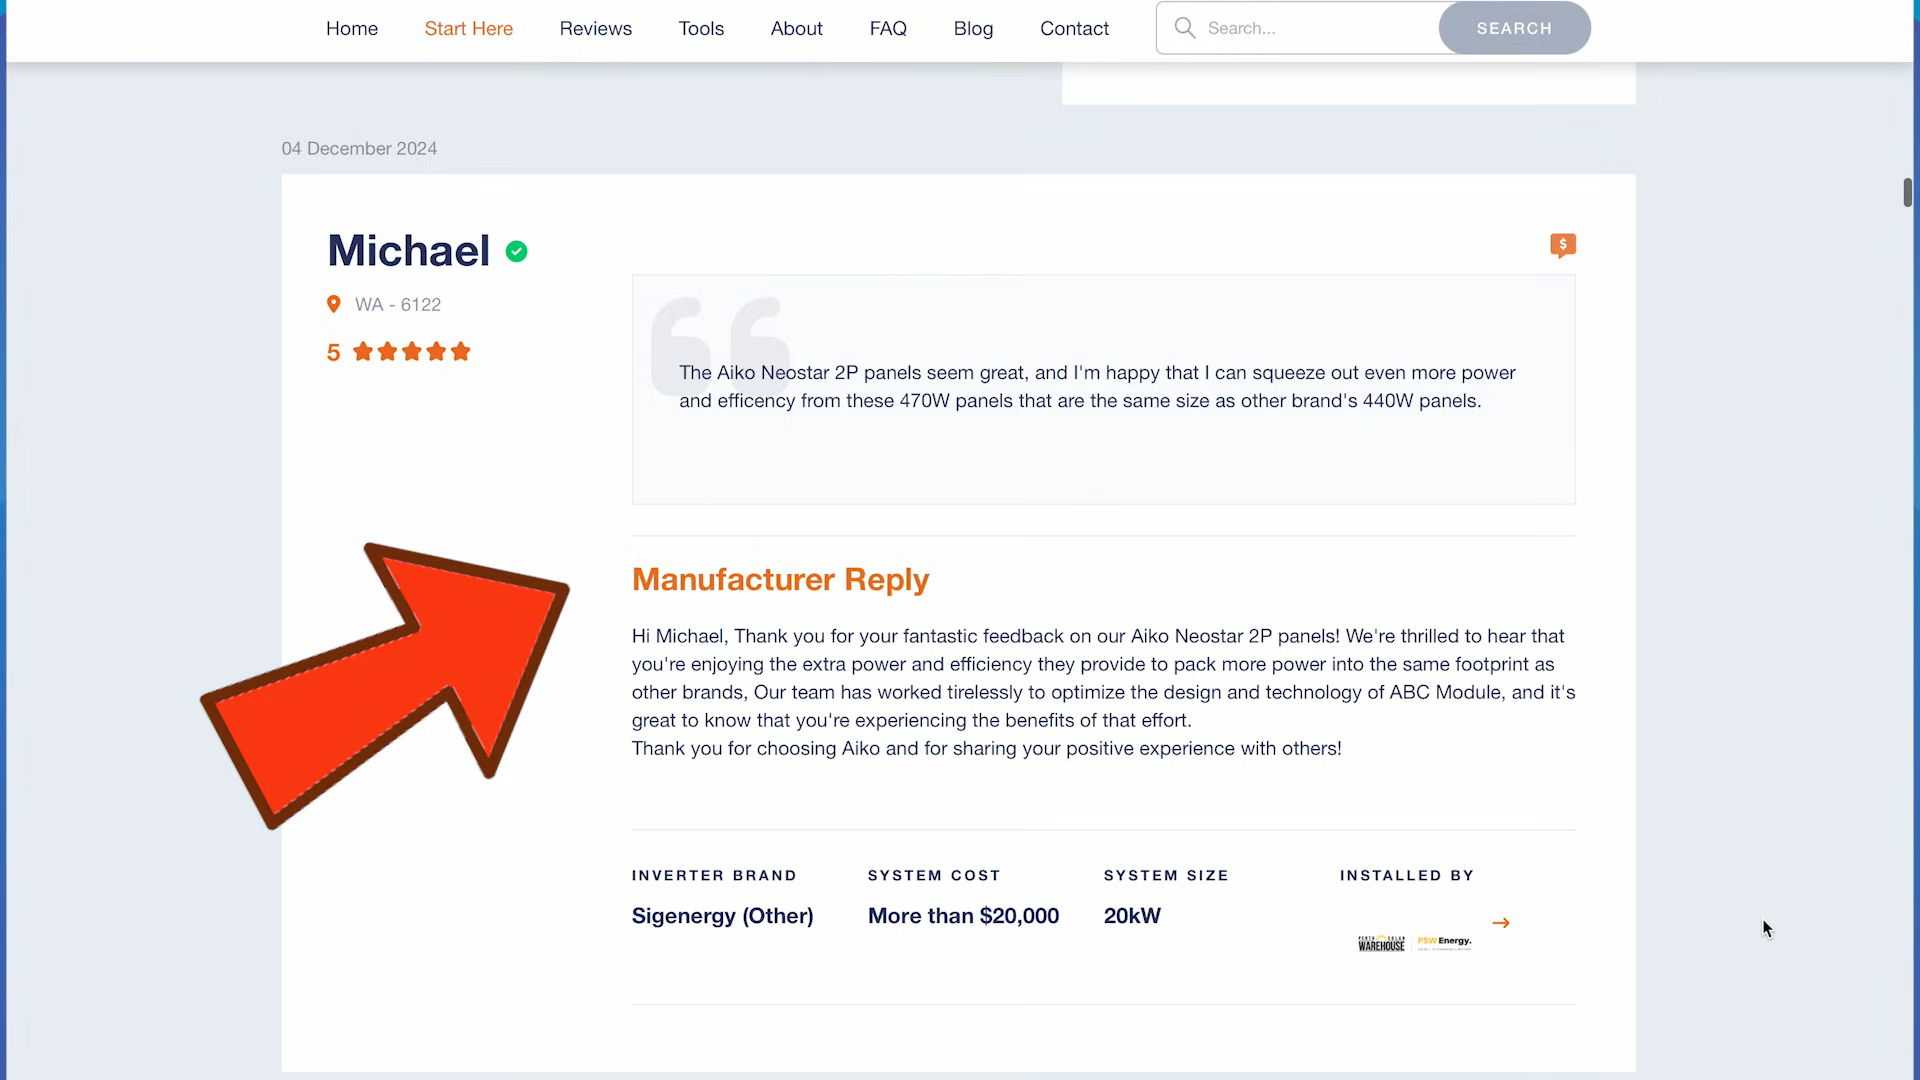 Home Start Here Reviews Tools About FAQ Blog Contact Search... SEARCH
04 December 2024
Michael
WA - 6122
5
The Aiko Neostar 2P panels seem great, and I'm happy that I can squeeze out even more power
and efficency from these 470W panels that are the same size as other brand's 440W panels.
Manufacturer Reply
Hi Michael, Thank you for your fantastic feedback on our Aiko Neostar 2P panels! We're thrilled to hear that
you're enjoying the extra power and efficiency they provide to pack more power into the same footprint as
other brands, Our team has worked tirelessly to optimize the design and technology of ABC Module, and it's
great to know that you're experiencing the benefits of that effort.
Thank you for choosing Aiko and for sharing your positive experience with others!
INVERTER BRAND SYSTEM COST SYSTEM SIZE INSTALLED BY
Sigenergy (Other) More than $20,000 20kW
PERTH SOLAR
WAREHOUSE PSW Energy.